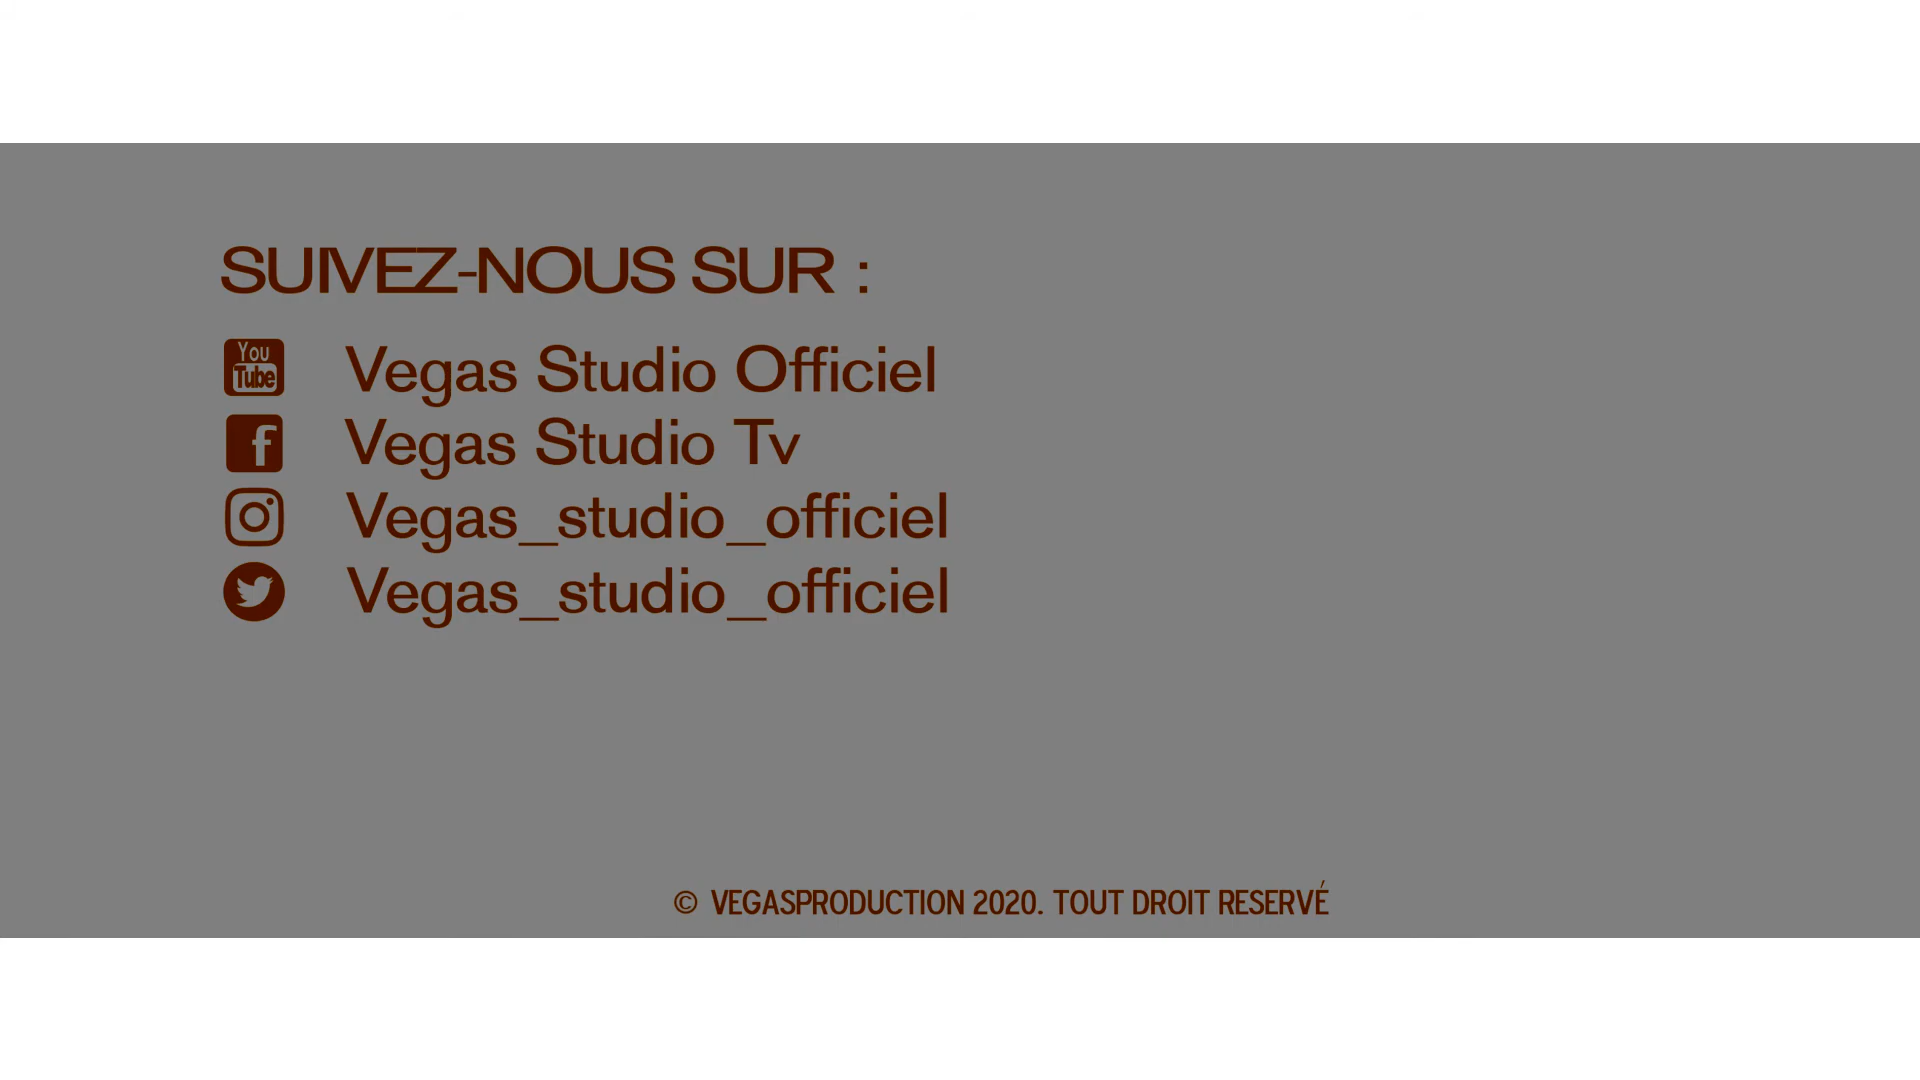 SUIVEZ-NOUS SUR :
You
Tube
Vegas Studio Officiel
f
Vegas Studio Tv
Vegas_studio_officiel
Vegas_studio_officiel
© VEGASPRODUCTION 2020. TOUT DROIT RESERVÉ